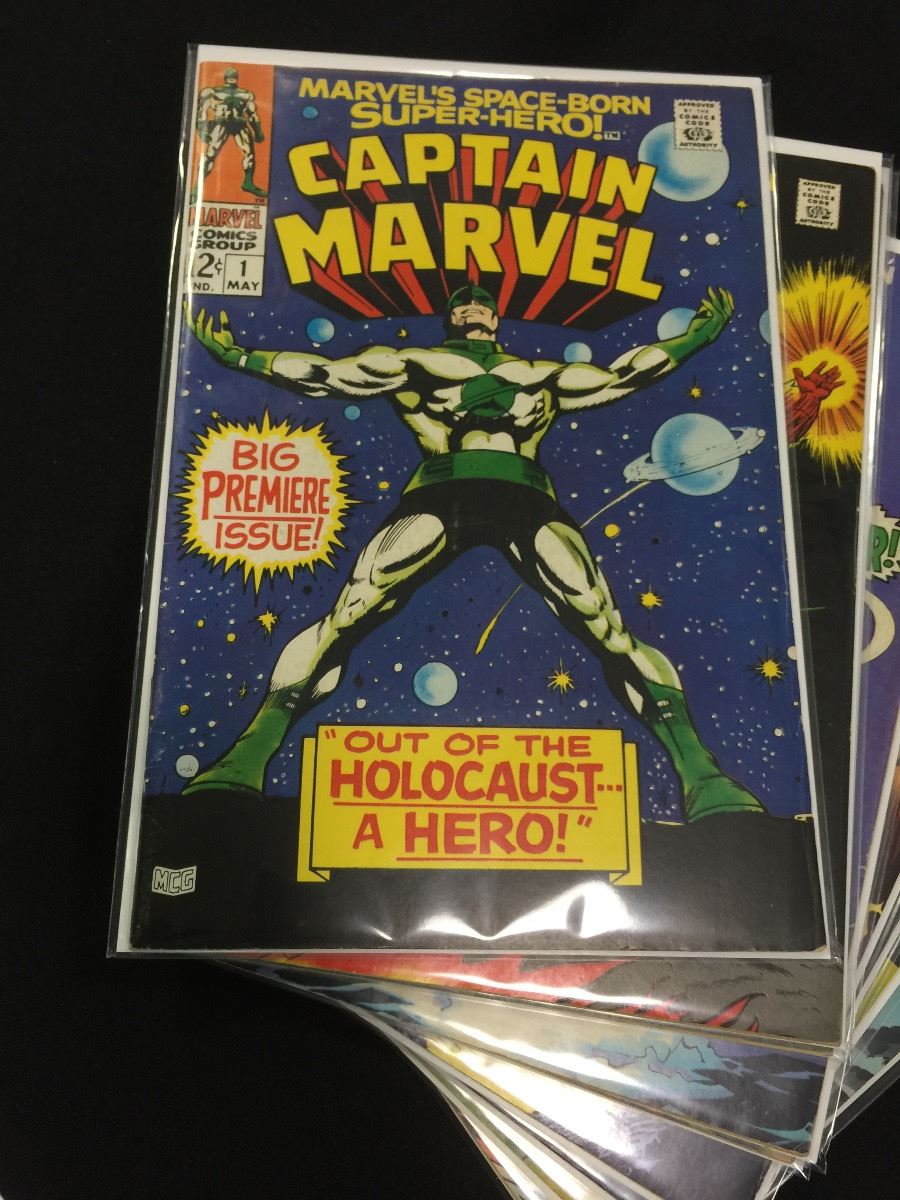 MARVEL'S SPACE-BORN
SUPER-HERO!™
CAPTAIN
MARVEL
MARVEL
COMICS
GROUP
12¢
IND.
1
MAY
APPROVED
BY THE
COMICS
CODE
AUTHORITY
BIG
PREMIERE
ISSUE!
"OUT OF THE
HOLOCAUST...
A HERO!"
MCG
APPROVED
BY THE
COMICS
CODE
AUTHORITY
R!